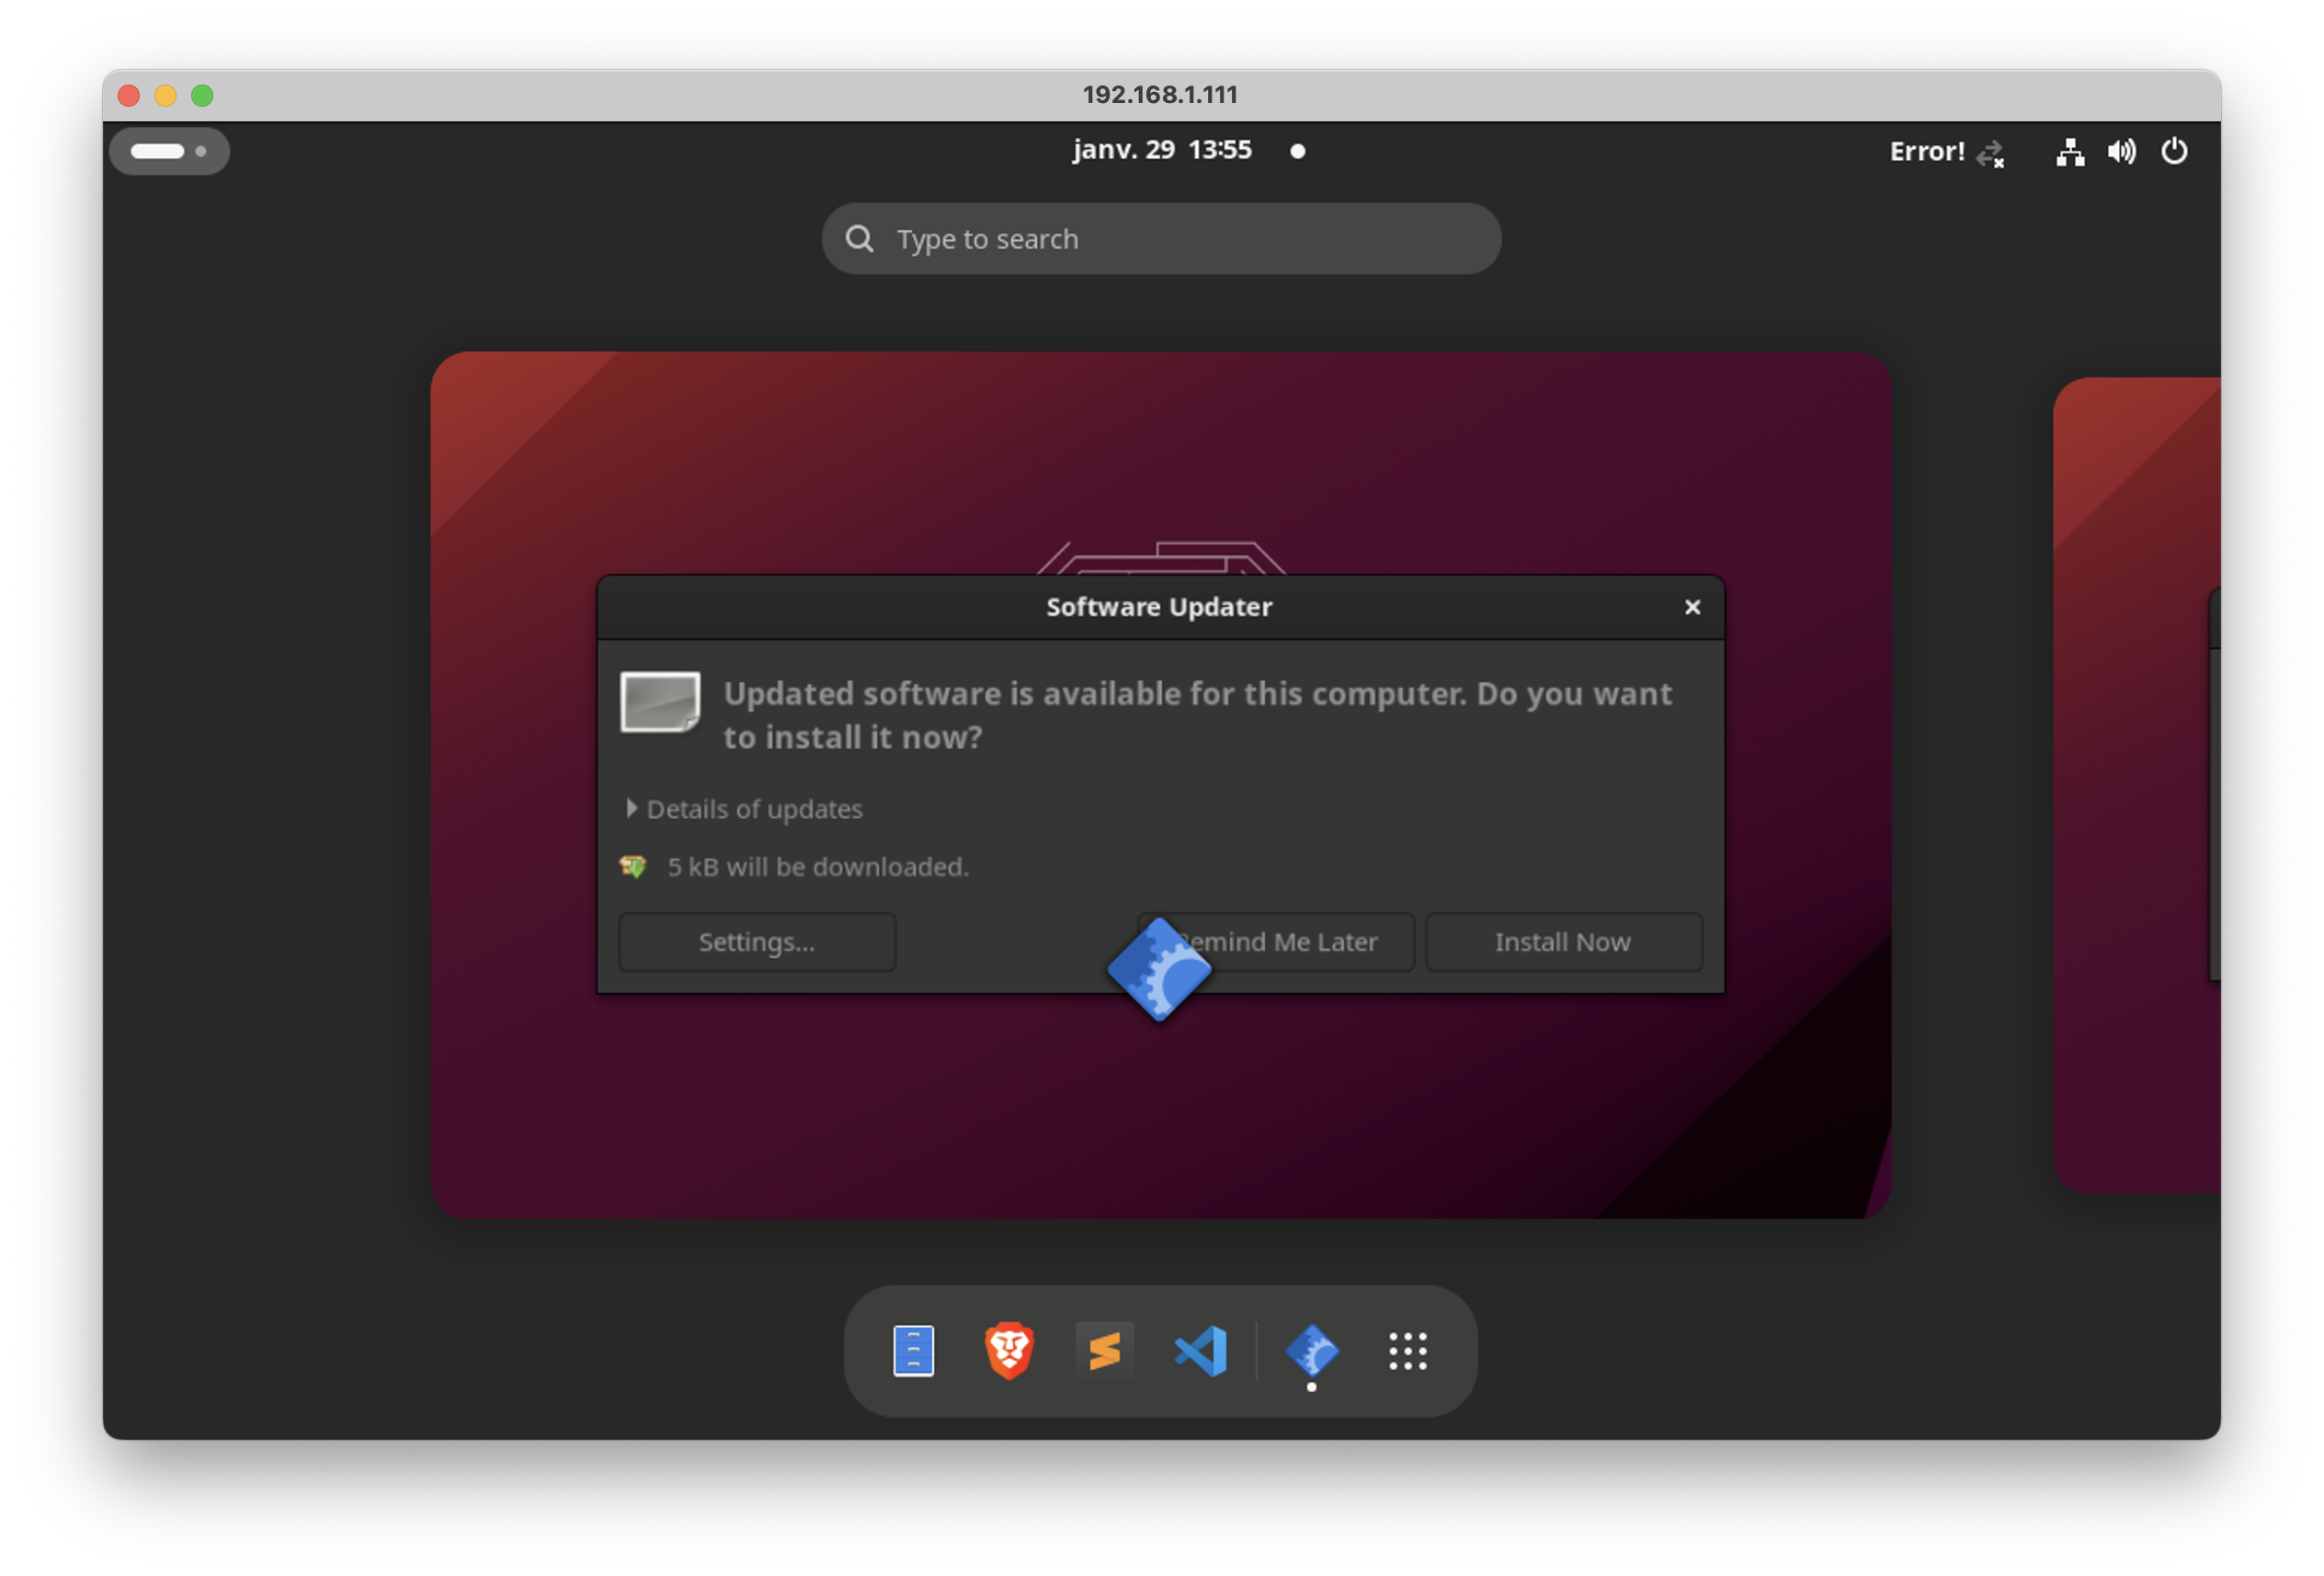 192.168.1.111
janv. 29 13:55
Error!
Type to search
Software Updater
Updated software is available for this computer. Do you want
to install it now?
Details of updates
5 kB will be downloaded.
Settings...
emind Me Later
Install Now